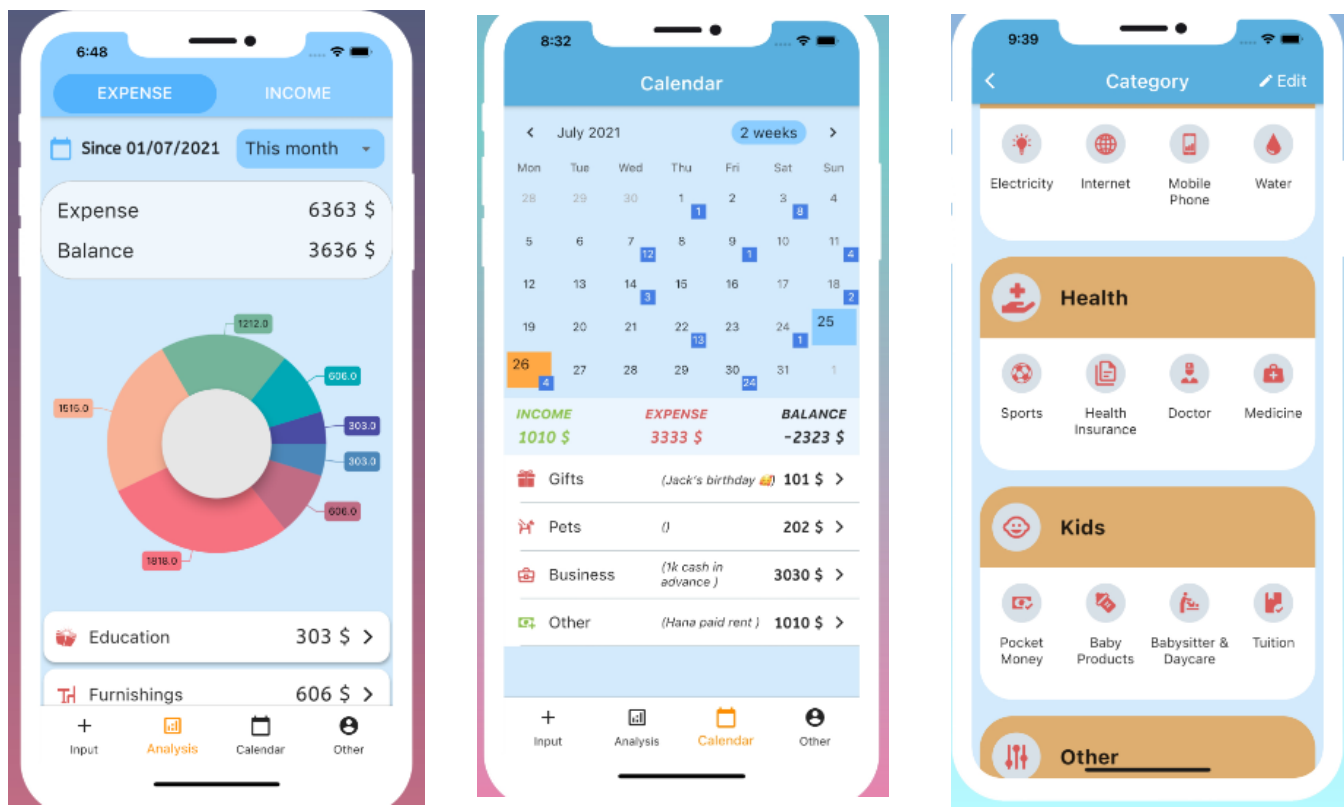 6:48
EXPENSE INCOME
Since 01/07/2021 This month
Expense 6363 $
Balance 3636 $
1212.0
606.0
1515.0
303.0
303.0
606.0
1818.0
Education 303 $
Furnishings 606 $
Input Analysis Calendar Other
8:32
Calendar
July 2021 2 weeks
Mon Tue Wed Thu Fri Sat Sun
28 29 30 1 2 3 4
1 8
5 6 7 8 9 10 11
12 1 4
12 13 14 15 16 17 18
3 2
19 20 21 22 23 24 25
13 1
26 27 28 29 30 31 1
4 24
INCOME EXPENSE BALANCE
1010 $ 3333 $ -2323 $
Gifts (Jack's birthday 🥰) 101 $
Pets () 202 $
Business (1k cash in
advance ) 3030 $
Other (Hana paid rent ) 1010 $
Input Analysis Calendar Other
9:39
Category Edit
Electricity Internet Mobile Water
Phone
Health
Sports Health Doctor Medicine
Insurance
Kids
Pocket Baby Babysitter & Tuition
Money Products Daycare
Other